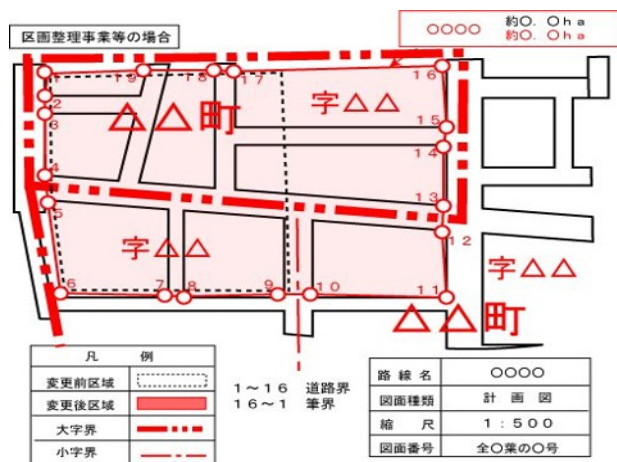 区画整理事業等の場合
○○○○ 約○.○ha
約○.○ha
1
19
18
17
16
2
3
△△町
字△△
15
14
4
13
5
12
字△△
字△△
6
7
8
9
10
11
△△町
凡 例
変更前区域
変更後区域
大字界
小字界
1～16 道路界
16～1 筆界
路線名 ○○○○
図面種類 計画図
縮尺 1:500
図面番号 全○葉の○号